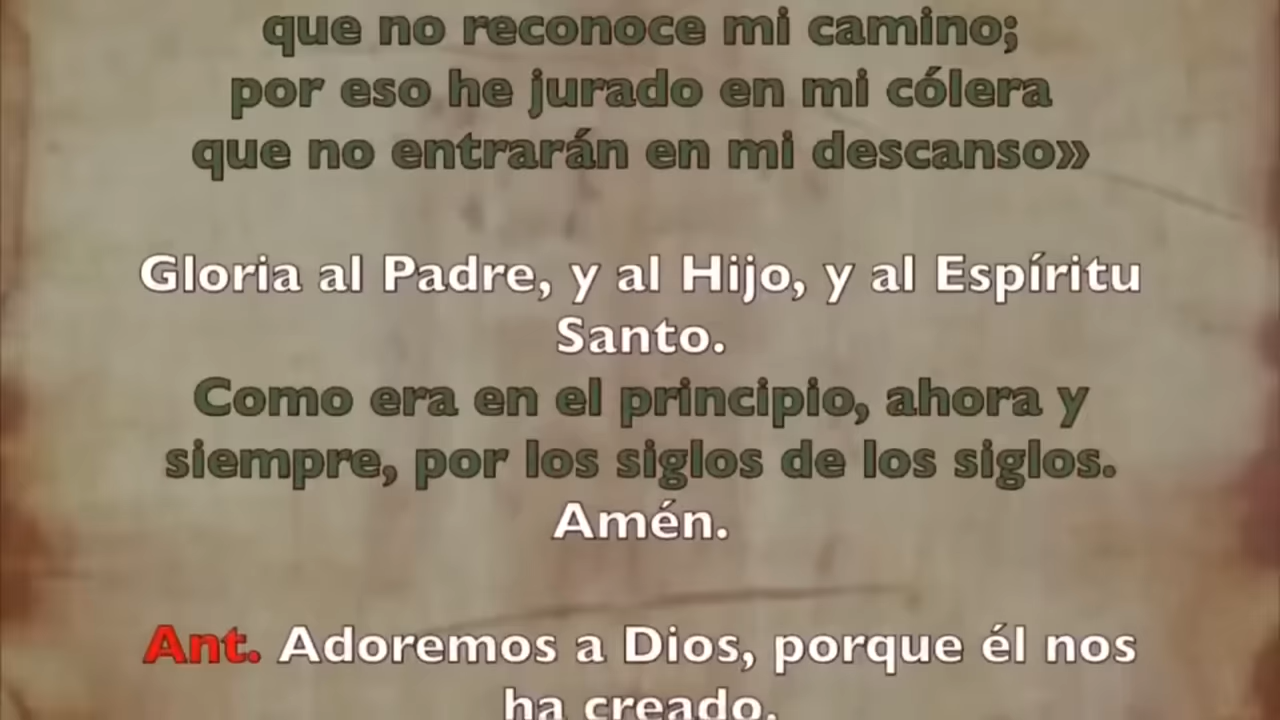 que no reconoce mi camino;
por eso he jurado en mi cólera
que no entrarán en mi descanso»
Gloria al Padre, y al Hijo, y al Espíritu
Santo.
Como era en el principio, ahora y
siempre, por los siglos de los siglos.
Amén.
Ant. Adoremos a Dios, porque él nos
ha creado.